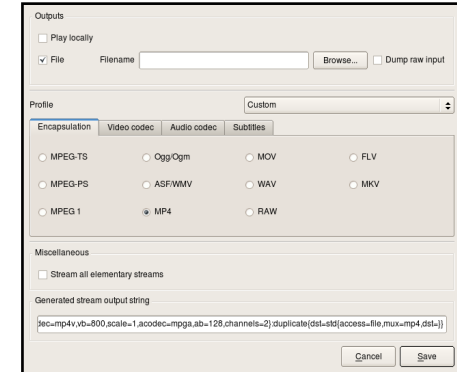 Outputs
Play locally
File Filename Browse... Dump raw input
Profile Custom
Encapsulation Video codec Audio codec Subtitles
MPEG-TS Ogg/Ogm MOV FLV
MPEG-PS ASF/WMV WAV MKV
MPEG 1 MP4 RAW
Miscellaneous
Stream all elementary streams
Generated stream output string
dec=mp4v,vb=800,scale=1,acodec=mpga,ab=128,channels=2}:duplicate{dst=std{access=file,mux=mp4,dst=}}
Cancel Save